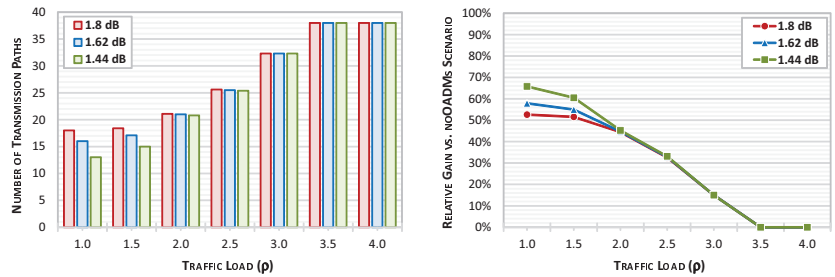 NUMBER OF TRANSMISSION PATHS
40
35
30
25
20
15
10
5
0
1.8 dB
1.62 dB
1.44 dB
1.0 1.5 2.0 2.5 3.0 3.5 4.0
TRAFFIC LOAD (ρ)
RELATIVE GAIN VS. NOOADMS SCENARIO
100%
90%
80%
70%
60%
50%
40%
30%
20%
10%
0%
1.8 dB
1.62 dB
1.44 dB
1.0 1.5 2.0 2.5 3.0 3.5 4.0
TRAFFIC LOAD (ρ)